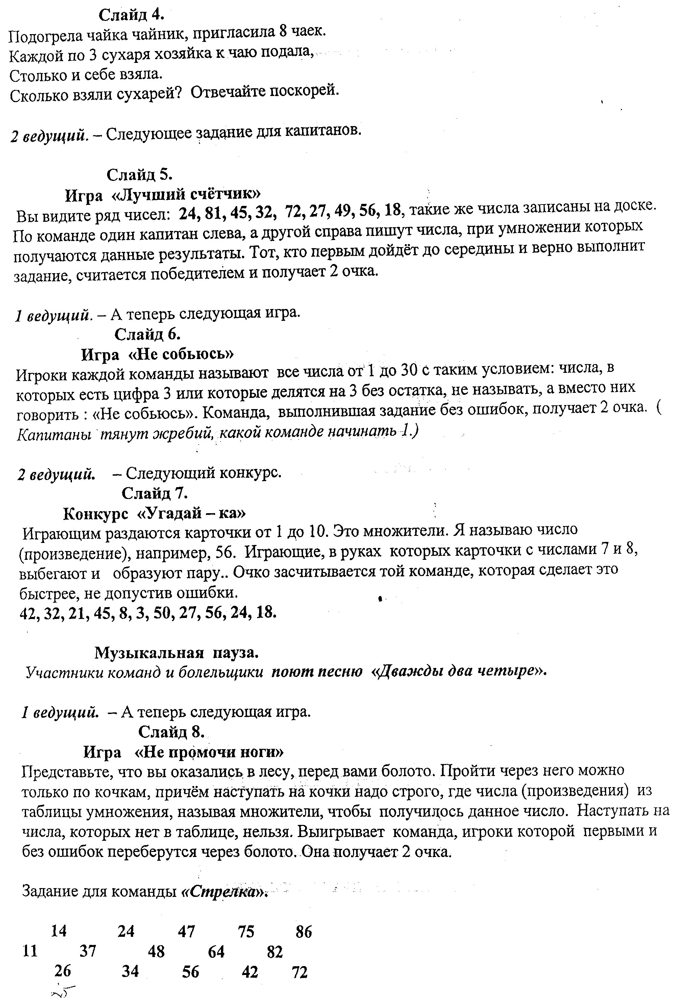 Слайд 4.
Подогрела чайка чайник, пригласила 8 чаек.
Каждой по 3 сухаря хозяйка к чаю подала,
Столько и себе взяла.
Сколько взяли сухарей? Отвечайте поскорей.
2 ведущий. – Следующее задание для капитанов.
Слайд 5.
Игра «Лучший счётчик»
Вы видите ряд чисел: 24, 81, 45, 32, 72, 27, 49, 56, 18, такие же числа записаны на доске.
По команде один капитан слева, а другой справа пишут числа, при умножении которых
получаются данные результаты. Тот, кто первым дойдёт до середины и верно выполнит
задание, считается победителем и получает 2 очка.
1 ведущий. – А теперь следующая игра.
Слайд 6.
Игра «Не собьюсь»
Игроки каждой команды называют все числа от 1 до 30 с таким условием: числа, в
которых есть цифра 3 или которые делятся на 3 без остатка, не называть, а вместо них
говорить : «Не собьюсь». Команда, выполнившая задание без ошибок, получает 2 очка. (
Капитаны тянут жребий, какой команде начинать 1.)
2 ведущий. – Следующий конкурс.
Слайд 7.
Конкурс «Угадай – ка»
Играющим раздаются карточки от 1 до 10. Это множители. Я называю число
(произведение), например, 56. Играющие, в руках которых карточки с числами 7 и 8,
выбегают и образуют пару.. Очко засчитывается той команде, которая сделает это
быстрее, не допустив ошибки.
42, 32, 21, 45, 8, 3, 50, 27, 56, 24, 18.
Музыкальная пауза.
Участники команд и болельщики поют песню «Дважды два четыре».
1 ведущий. – А теперь следующая игра.
Слайд 8.
Игра «Не промочи ноги»
Представьте, что вы оказались в лесу, перед вами болото. Пройти через него можно
только по кочкам, причём наступать на кочки надо строго, где числа (произведения) из
таблицы умножения, называя множители, чтобы получилось данное число. Наступать на
числа, которых нет в таблице, нельзя. Выигрывает команда, игроки которой первыми и
без ошибок переберутся через болото. Она получает 2 очка.
Задание для команды «Стрелка».
14 24 47 75 86
11 37 48 64 82
26 34 56 42 72